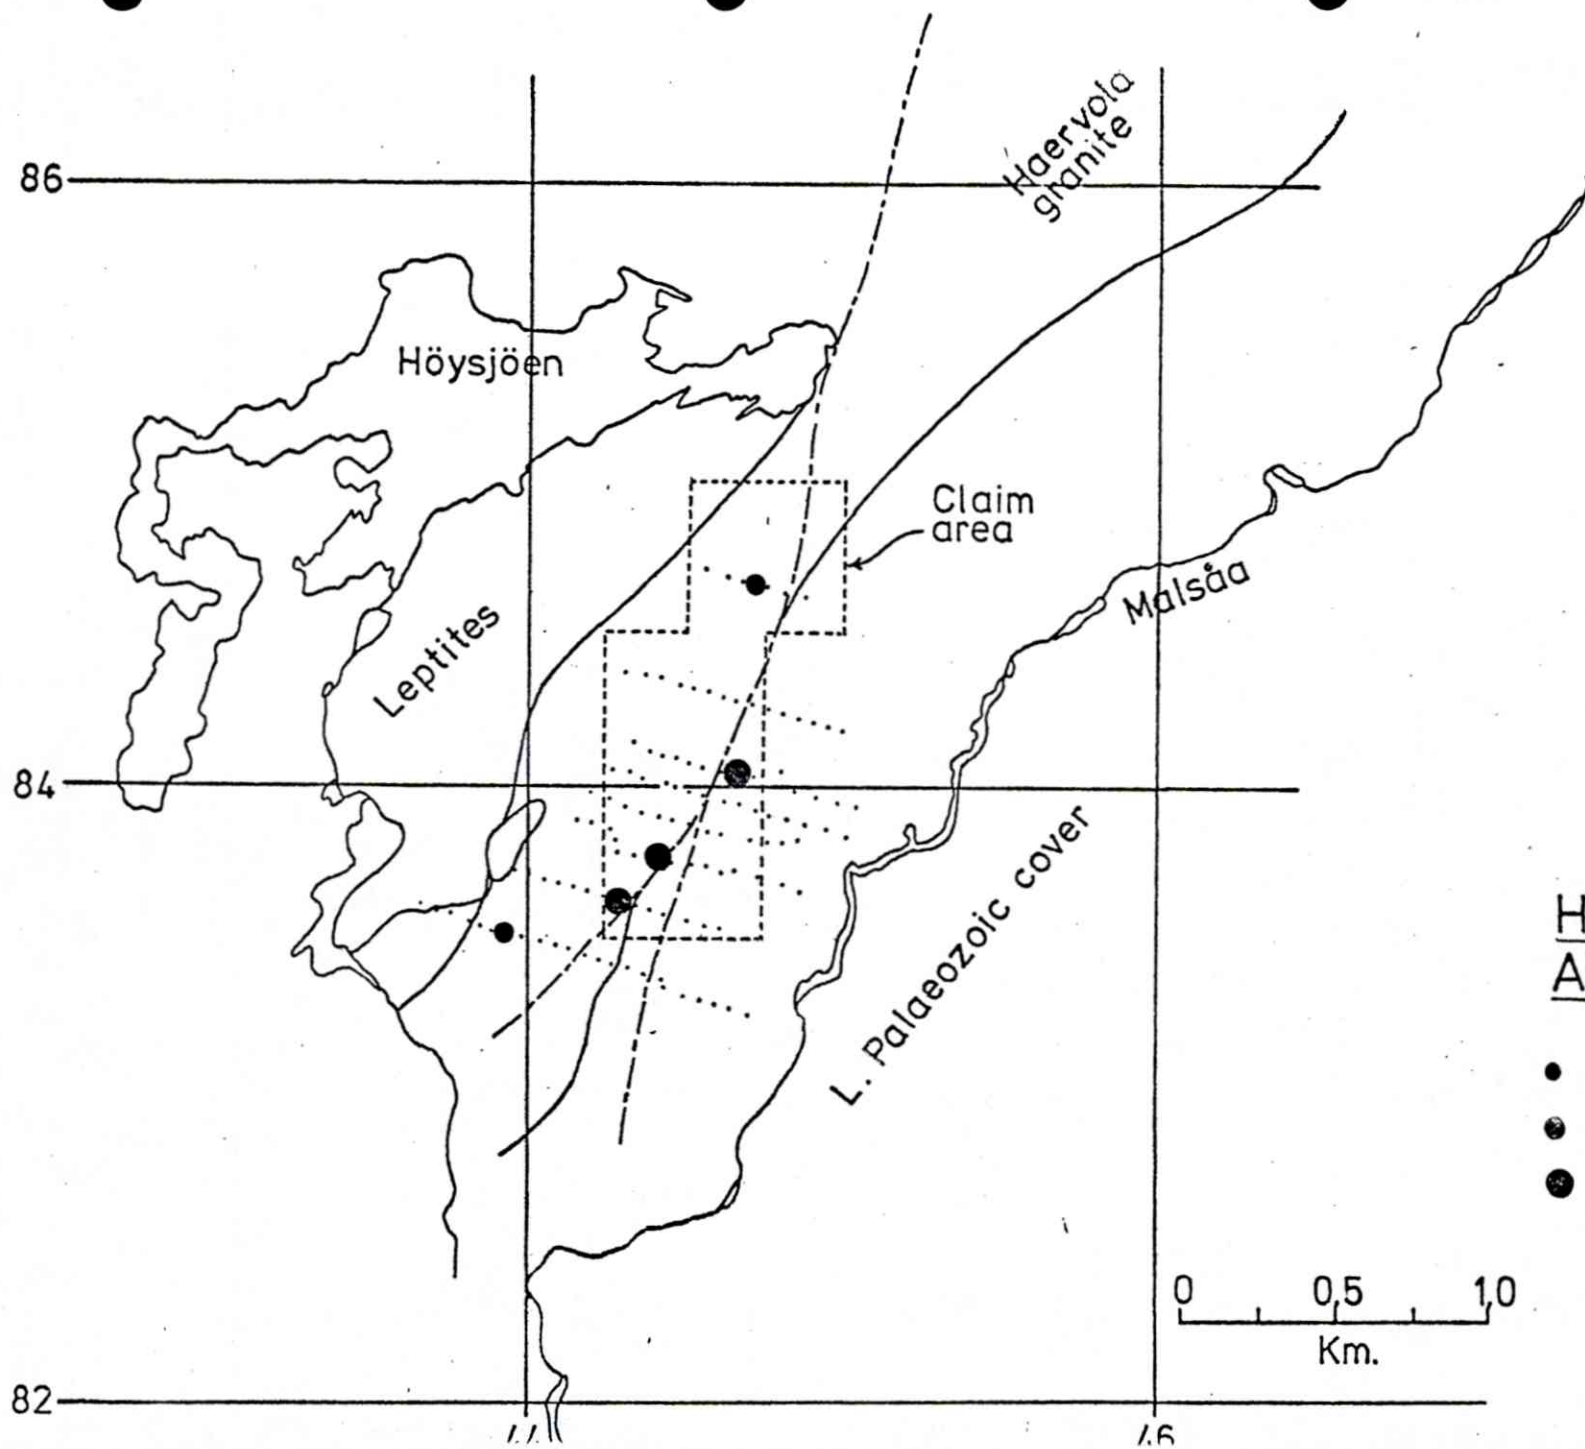 86
Haervola
granite
Höysjöen
Claim
area
Malsåa
Leptites
84
L. Palaeozoic cover
H
A
0 0,5 1,0
Km.
82